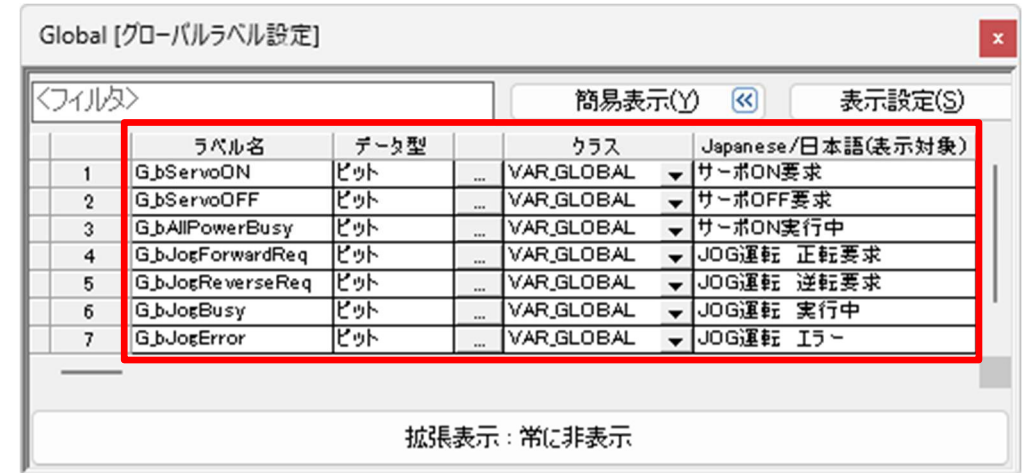 Global [グローバルラベル設定]
<フィルタ> 簡易表示(Y) 表示設定(S)
ラベル名 データ型 クラス Japanese/日本語(表示対象)
1 G_bServoON ビット ... VAR_GLOBAL サーボON要求
2 G_bServoOFF ビット ... VAR_GLOBAL サーボOFF要求
3 G_bAllPowerBusy ビット ... VAR_GLOBAL サーボON実行中
4 G_bJogForwardReq ビット ... VAR_GLOBAL JOG運転 正転要求
5 G_bJogReverseReq ビット ... VAR_GLOBAL JOG運転 逆転要求
6 G_bJogBusy ビット ... VAR_GLOBAL JOG運転 実行中
7 G_bJogError ビット ... VAR_GLOBAL JOG運転 エラー
拡張表示：常に非表示